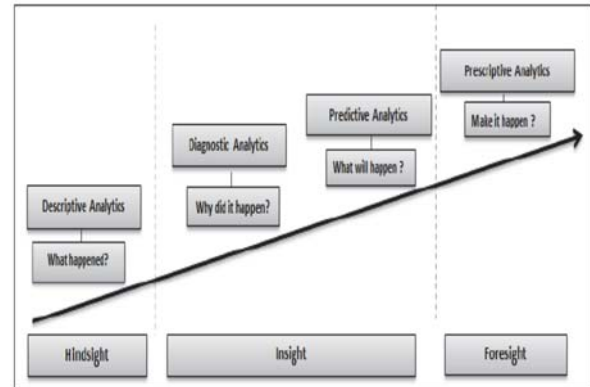 Prescriptive Analytics
Make it happen ?
Predictive Analytics
What will happen ?
Diagnostic Analytics
Why did it happen?
Descriptive Analytics
What happened?
Hindsight
Insight
Foresight